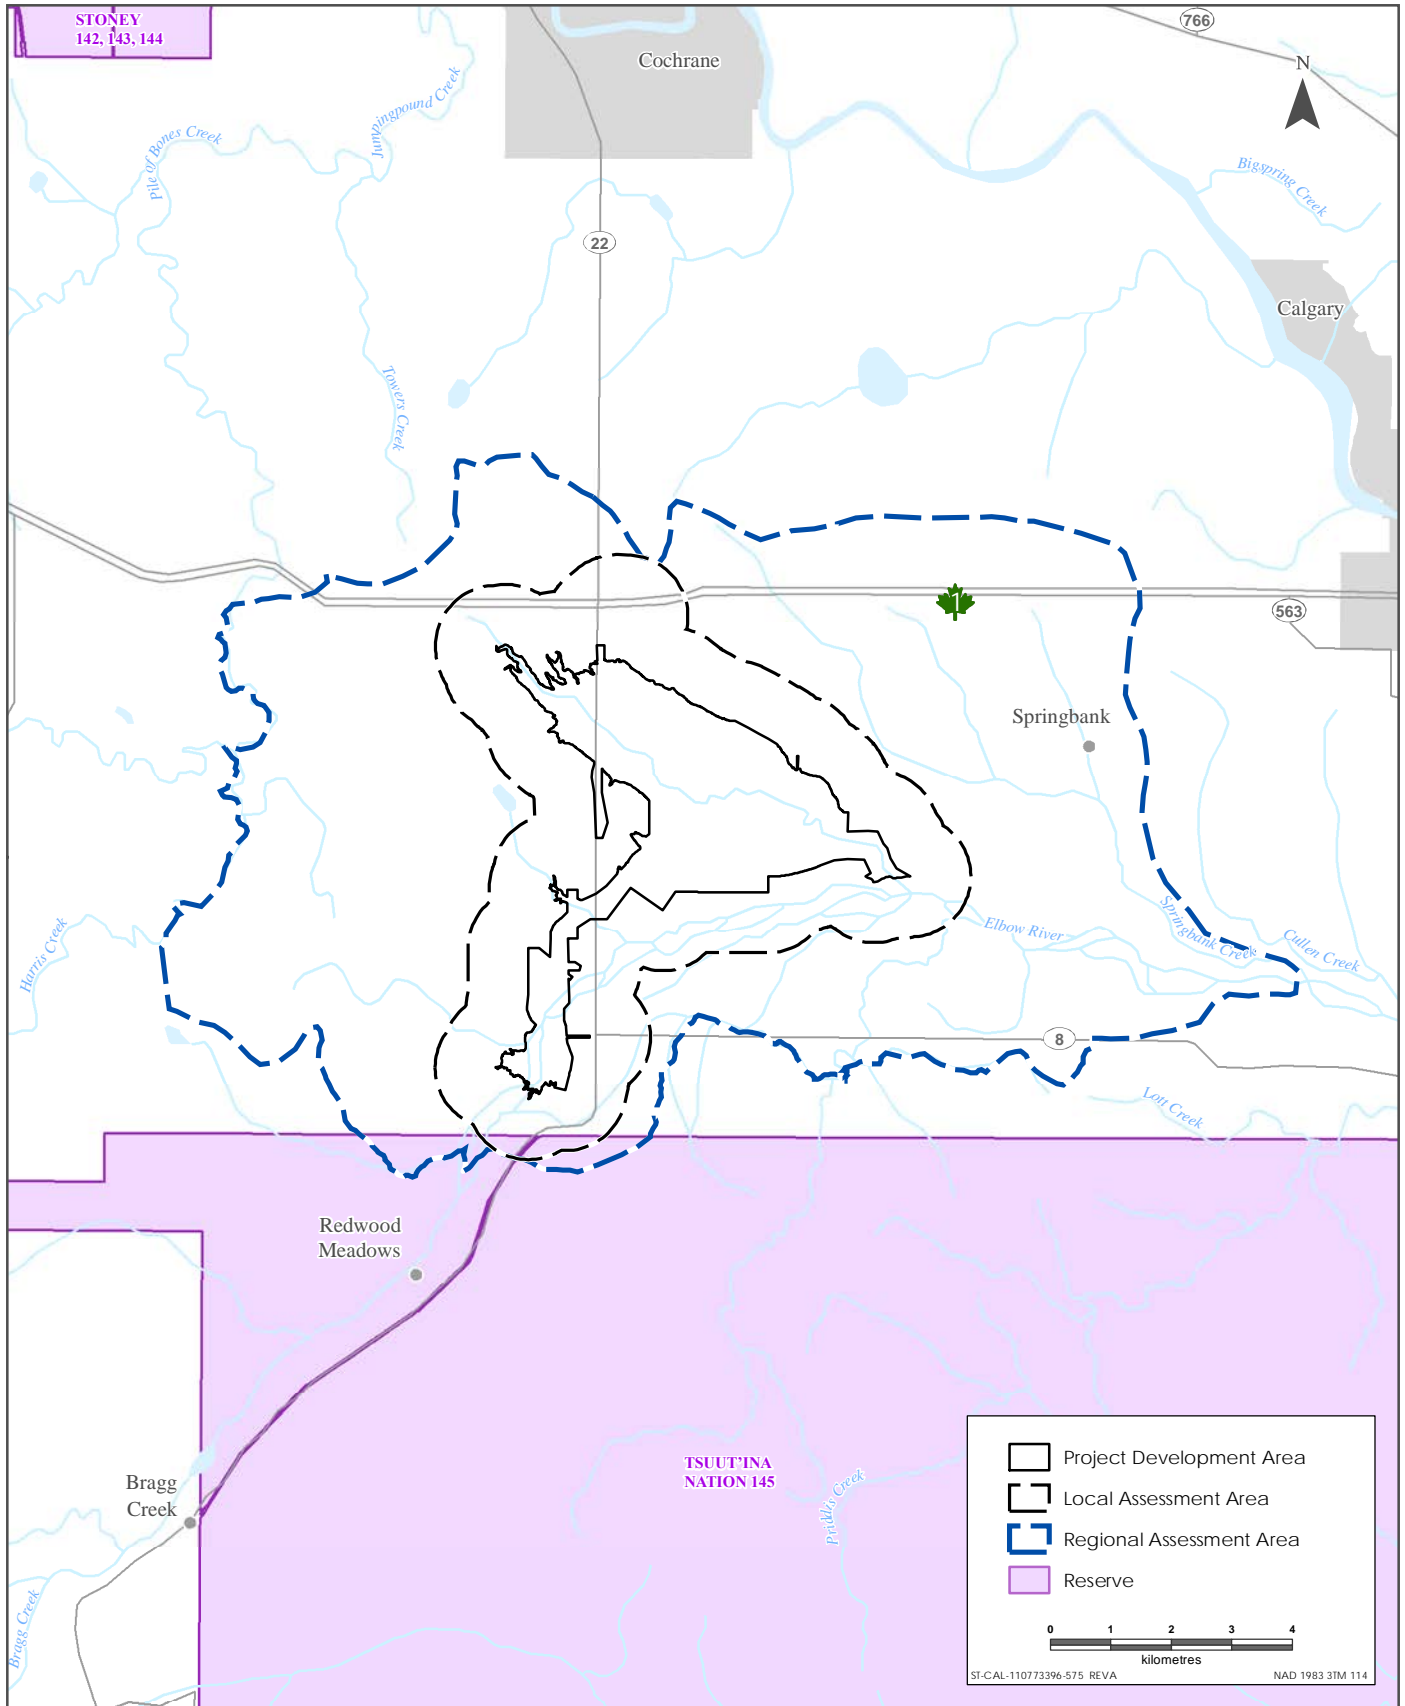 STONEY
142, 143, 144
Cochrane
766
N
Jumpingpound Creek
Pile of Bones Creek
Bigspring Creek
22
Calgary
Towers Creek
1
563
Springbank
Harris Creek
Elbow River
Springbank Creek
Cullen Creek
8
Lott Creek
Redwood
Meadows
TSUUT'INA
NATION 145
Priddis Creek
Bragg
Creek
Bragg Creek
Project Development Area
Local Assessment Area
Regional Assessment Area
Reserve
0 1 2 3 4
kilometres
ST-CAL-110773396-575 REVA
NAD 1983 3TM 114